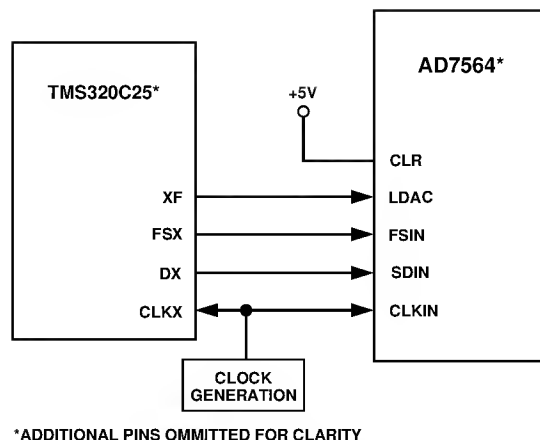 TMS320C25*
AD7564*
+5V
CLR
XF
LDAC
FSX
FSIN
DX
SDIN
CLKX
CLKIN
CLOCK
GENERATION
*ADDITIONAL PINS OMMITTED FOR CLARITY